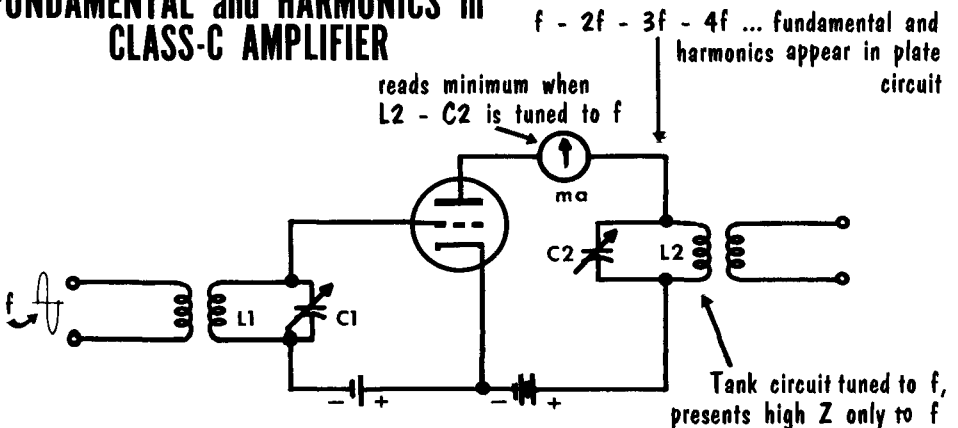 FUNDAMENTAL and HARMONICS in
CLASS-C AMPLIFIER
f - 2f - 3f - 4f ... fundamental and
harmonics appear in plate
circuit
reads minimum when
L2 - C2 is tuned to f
ma
C2
L2
f
L1
C1
- +
- +
Tank circuit tuned to f,
presents high Z only to f